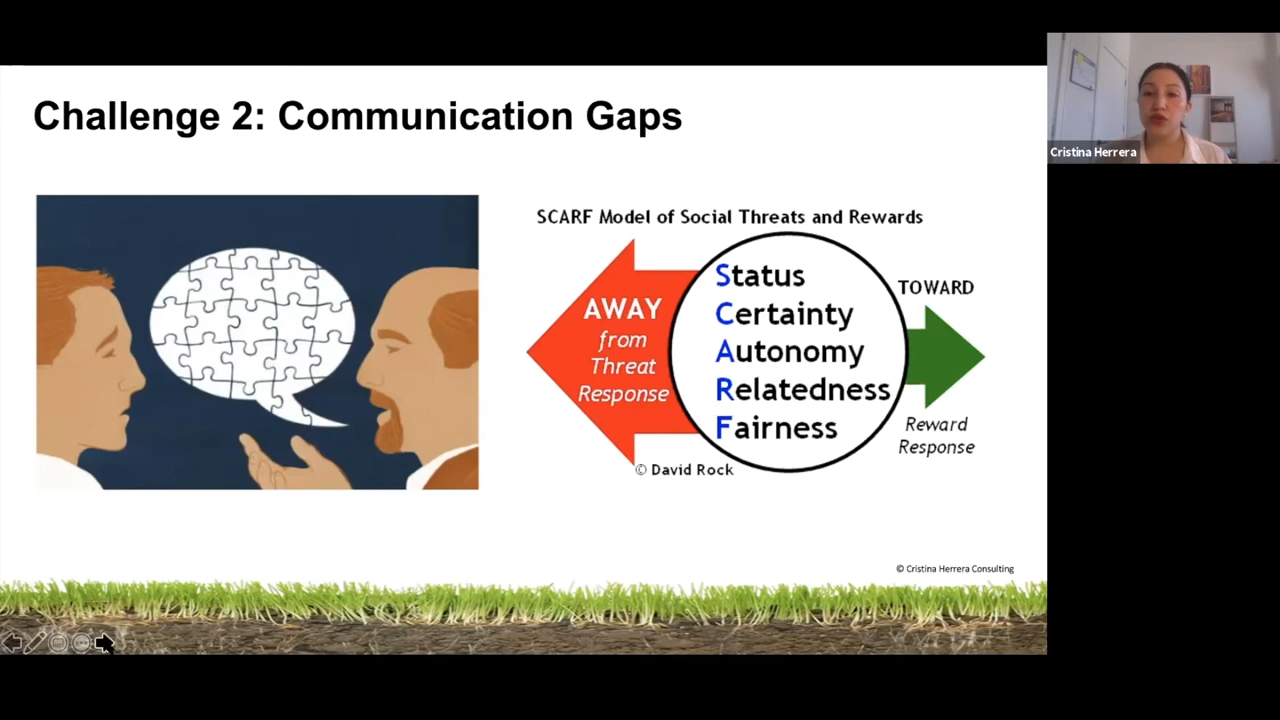 Challenge 2: Communication Gaps
Cristina Herrera
SCARF Model of Social Threats and Rewards
AWAY
from
Threat
Response
Status
Certainty
Autonomy
Relatedness
Fairness
TOWARD
Reward
Response
© David Rock
© Cristina Herrera Consulting